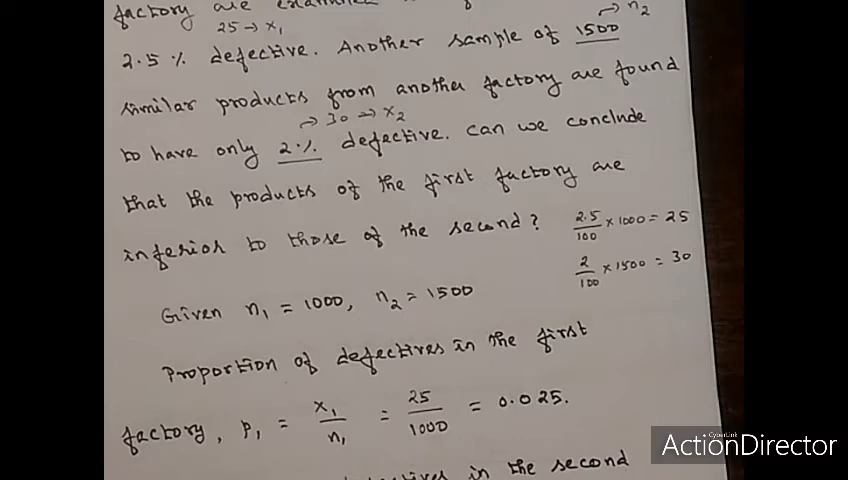 factory are examined
25 → x₁ → n₂
2.5 % defective. Another sample of 1500
similar products from another factory are found
→ 30 → x₂
to have only 2 % defective. can we conclude
that the products of the first factory are
inferior to those of the second? 2.5/100 × 1000 = 25
2/100 × 1500 = 30
Given n₁ = 1000, n₂ = 1500
Proportion of defectives in the first
factory, p₁ = x₁/n₁ = 25/1000 = 0.025.
in the second
CyberLink
ActionDirector